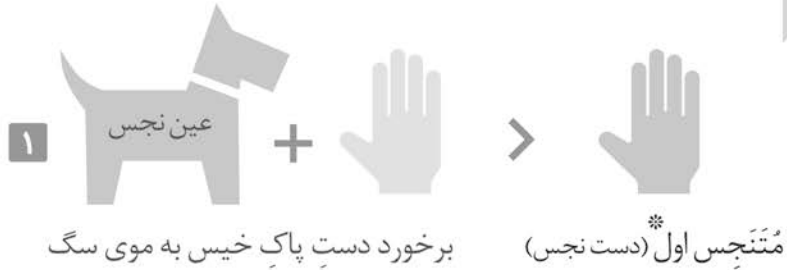 ۱
عین نجس
+
>
برخورد دستِ پاکِ خیس به موی سگ
مُتَنَجِس اول* (دست نجس)